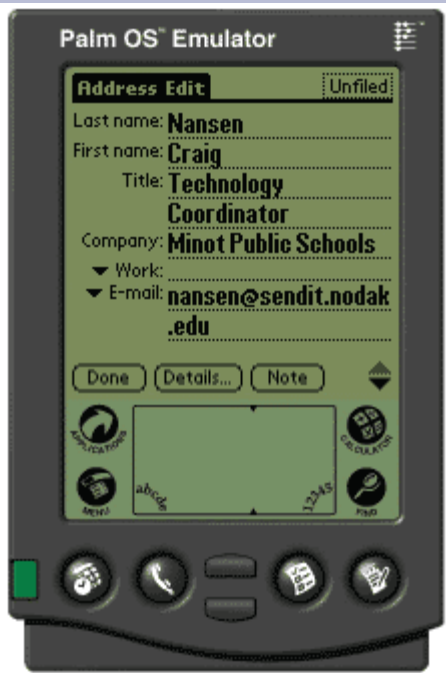 Palm OS™ Emulator
Address Edit Unfiled
Last name: Nansen
First name: Craig
Title: Technology
Coordinator
Company: Minot Public Schools
Work:
E-mail: nansen@sendit.nodak
.edu
Done Details... Note
APPLICATIONS CALCULATOR
abcde 12345
MENU FIND